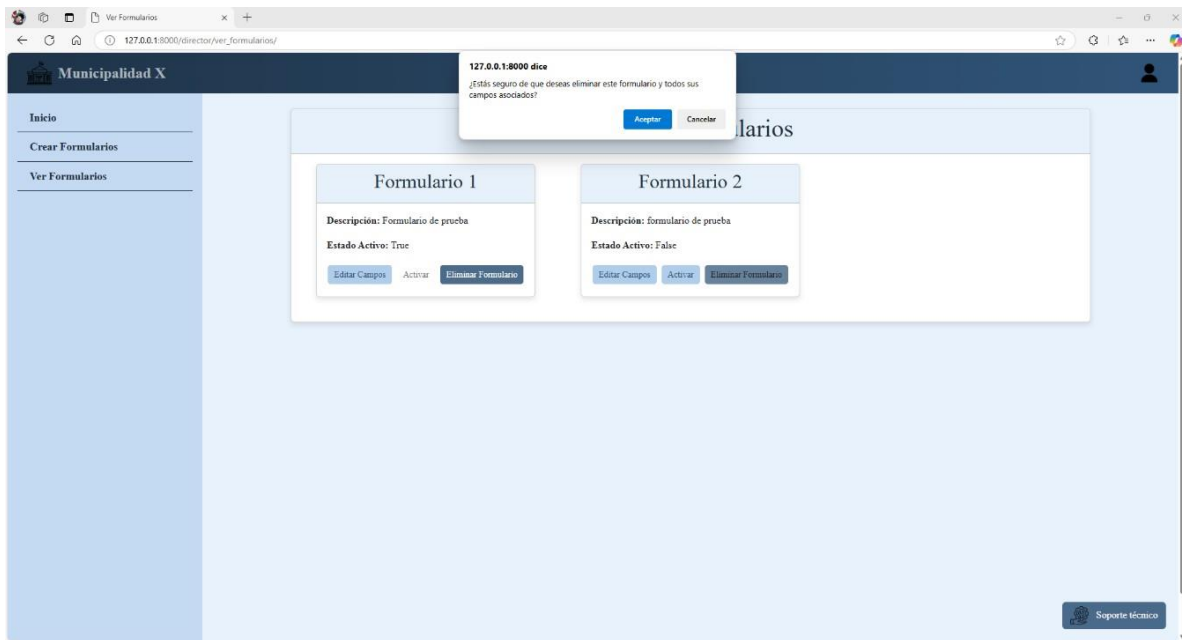 Ver Formularios
127.0.0.1:8000/director/ver_formularios/
Municipalidad X
127.0.0.1:8000 dice
¿Estás seguro de que deseas eliminar este formulario y todos sus
campos asociados?
Aceptar Cancelar
Inicio
Crear Formularios
Ver Formularios
larios
Formulario 1
Descripción: Formulario de prueba
Estado Activo: True
Editar Campos Activar Eliminar Formulario
Formulario 2
Descripción: formulario de prueba
Estado Activo: False
Editar Campos Activar Eliminar Formulario
Soporte técnico